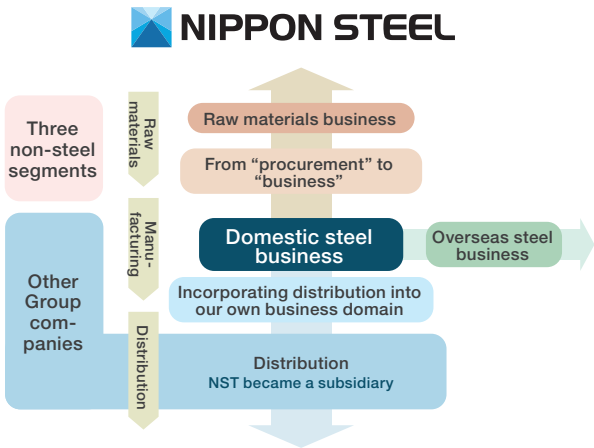 NIPPON STEEL
Three
non-steel
segments
Raw
materials
Raw materials business
From “procurement” to
“business”
Manu-
facturing
Domestic steel
business
Overseas steel
business
Other
Group
com-
panies
Incorporating distribution into
our own business domain
Distribution
Distribution
NST became a subsidiary